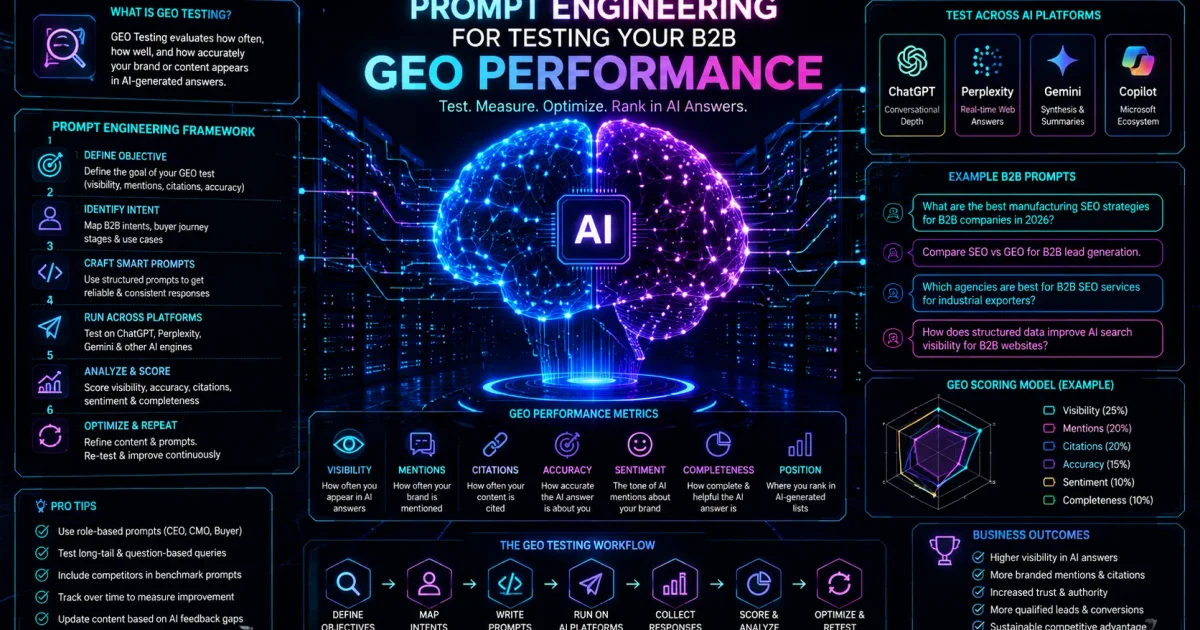 WHAT IS GEO TESTING?
GEO Testing evaluates how often,
how well, and how accurately
your brand or content appears
in AI-generated answers.
PROMPT ENGINEERING
FOR TESTING YOUR B2B
GEO PERFORMANCE
Test. Measure. Optimize. Rank in AI Answers.
AI
TEST ACROSS AI PLATFORMS
ChatGPT
Conversational
Depth
Perplexity
Real-time Web
Answers
Gemini
Synthesis &
Summaries
Copilot
Microsoft
Ecosystem
PROMPT ENGINEERING FRAMEWORK
1
DEFINE OBJECTIVE
Define the goal of your GEO test
(visibility, mentions, citations, accuracy)
2
IDENTIFY INTENT
Map B2B intents, buyer journey
stages & use cases
3
CRAFT SMART PROMPTS
Use structured prompts to get
reliable & consistent responses
4
RUN ACROSS PLATFORMS
Test on ChatGPT, Perplexity,
Gemini & other AI engines
5
ANALYZE & SCORE
Score visibility, accuracy, citations,
sentiment & completeness
6
OPTIMIZE & REPEAT
Refine content & prompts.
Re-test & improve continuously
EXAMPLE B2B PROMPTS
What are the best manufacturing SEO strategies
for B2B companies in 2026?
Compare SEO vs GEO for B2B lead generation.
Which agencies are best for B2B SEO services
for industrial exporters?
How does structured data improve AI search
visibility for B2B websites?
GEO PERFORMANCE METRICS
VISIBILITY
How often you
appear in AI
answers
MENTIONS
How often your
brand is
mentioned
CITATIONS
How often your
content is
cited
ACCURACY
How accurate
the AI answer
is about you
SENTIMENT
The tone of AI
mentions about
your brand
COMPLETENESS
How complete &
helpful the AI
answer is
POSITION
Where you rank in
AI-generated
lists
GEO SCORING MODEL (EXAMPLE)
Visibility (25%)
Mentions (20%)
Citations (20%)
Accuracy (15%)
Sentiment (10%)
Completeness (10%)
PRO TIPS
Use role-based prompts (CEO, CMO, Buyer)
Test long-tail & question-based queries
Include competitors in benchmark prompts
Track over time to measure improvement
Update content based on AI feedback gaps
THE GEO TESTING WORKFLOW
DEFINE
OBJECTIVES
MAP
INTENTS
WRITE
PROMPTS
RUN ON
AI PLATFORMS
COLLECT
RESPONSES
SCORE &
ANALYZE
OPTIMIZE &
RETEST
BUSINESS OUTCOMES
Higher visibility in AI answers
More branded mentions & citations
Increased trust & authority
More qualified leads & conversions
Sustainable competitive advantage